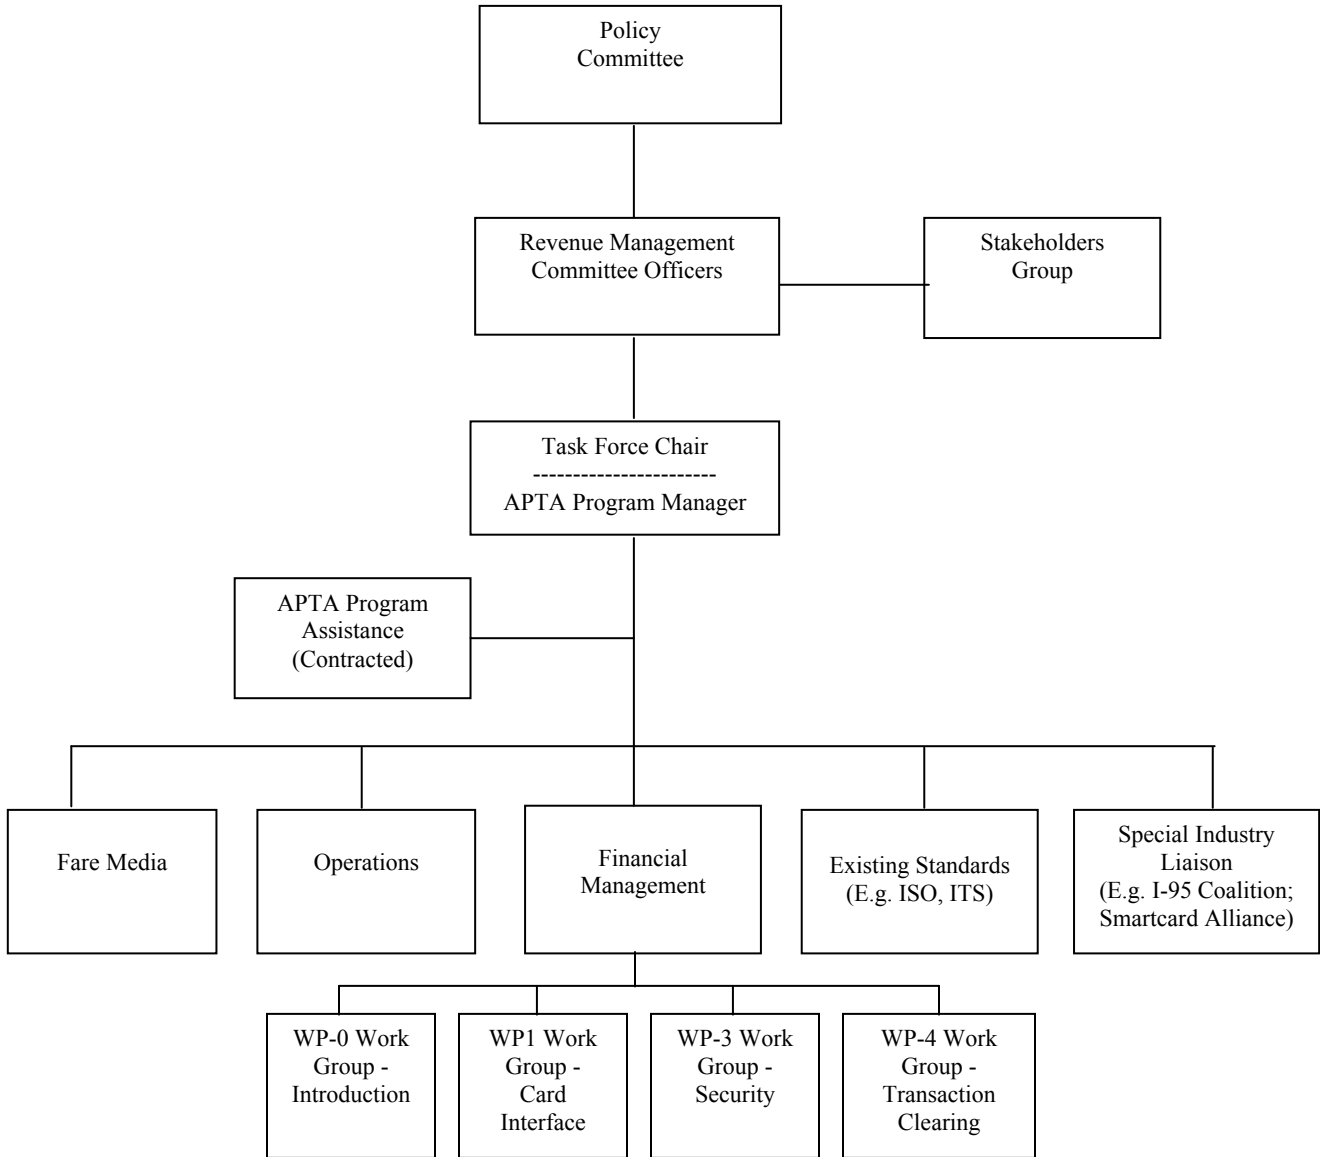 Policy
Committee
Revenue Management
Committee Officers
Stakeholders
Group
Task Force Chair
-----------------------
APTA Program Manager
APTA Program
Assistance
(Contracted)
Fare Media
Operations
Financial
Management
Existing Standards
(E.g. ISO, ITS)
Special Industry
Liaison
(E.g. I-95 Coalition;
Smartcard Alliance)
WP-0 Work
Group -
Introduction
WP1 Work
Group -
Card
Interface
WP-3 Work
Group -
Security
WP-4 Work
Group -
Transaction
Clearing